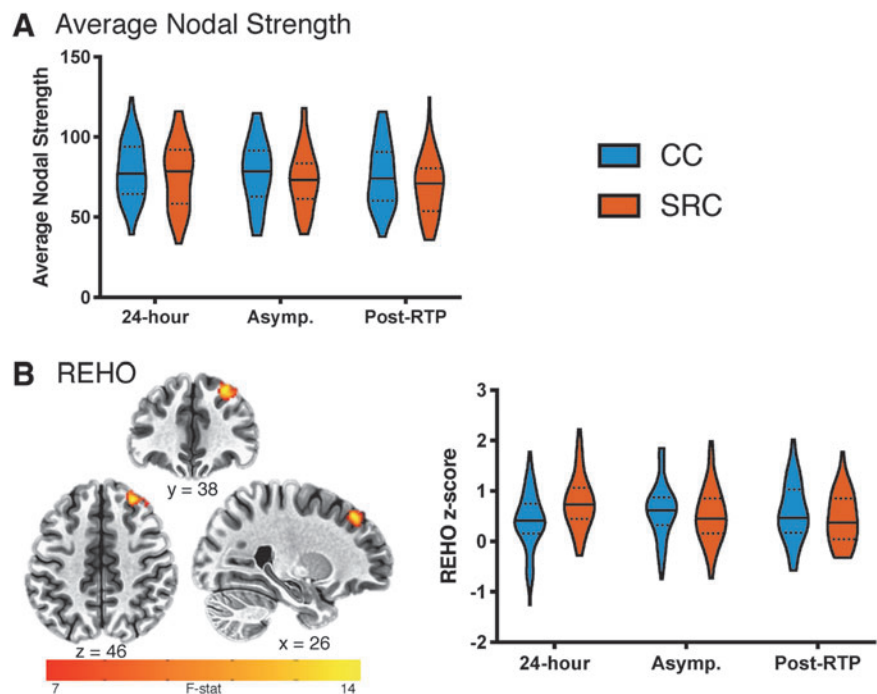 A Average Nodal Strength
150
100
50
0
Average Nodal Strength
24-hour Asymp. Post-RTP
CC
SRC
B REHO
y = 38
z = 46
x = 26
7 F-stat 14
3
2
1
0
-1
-2
REHO z-score
24-hour Asymp. Post-RTP